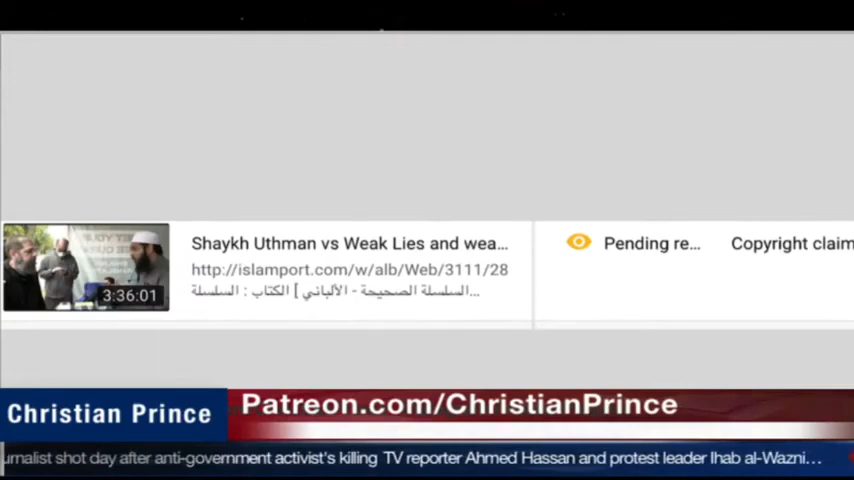 Shaykh Uthman vs Weak Lies and wea...
http://islamport.com/w/alb/Web/3111/28
السلسلة الصحيحة - الألباني ] الكتاب : السلسلة...
3:36:01
Pending re...
Copyright claim
Christian Prince
Patreon.com/ChristianPrince
urnalist shot day after anti-government activist's killing TV reporter Ahmed Hassan and protest leader Ihab al-Wazni...